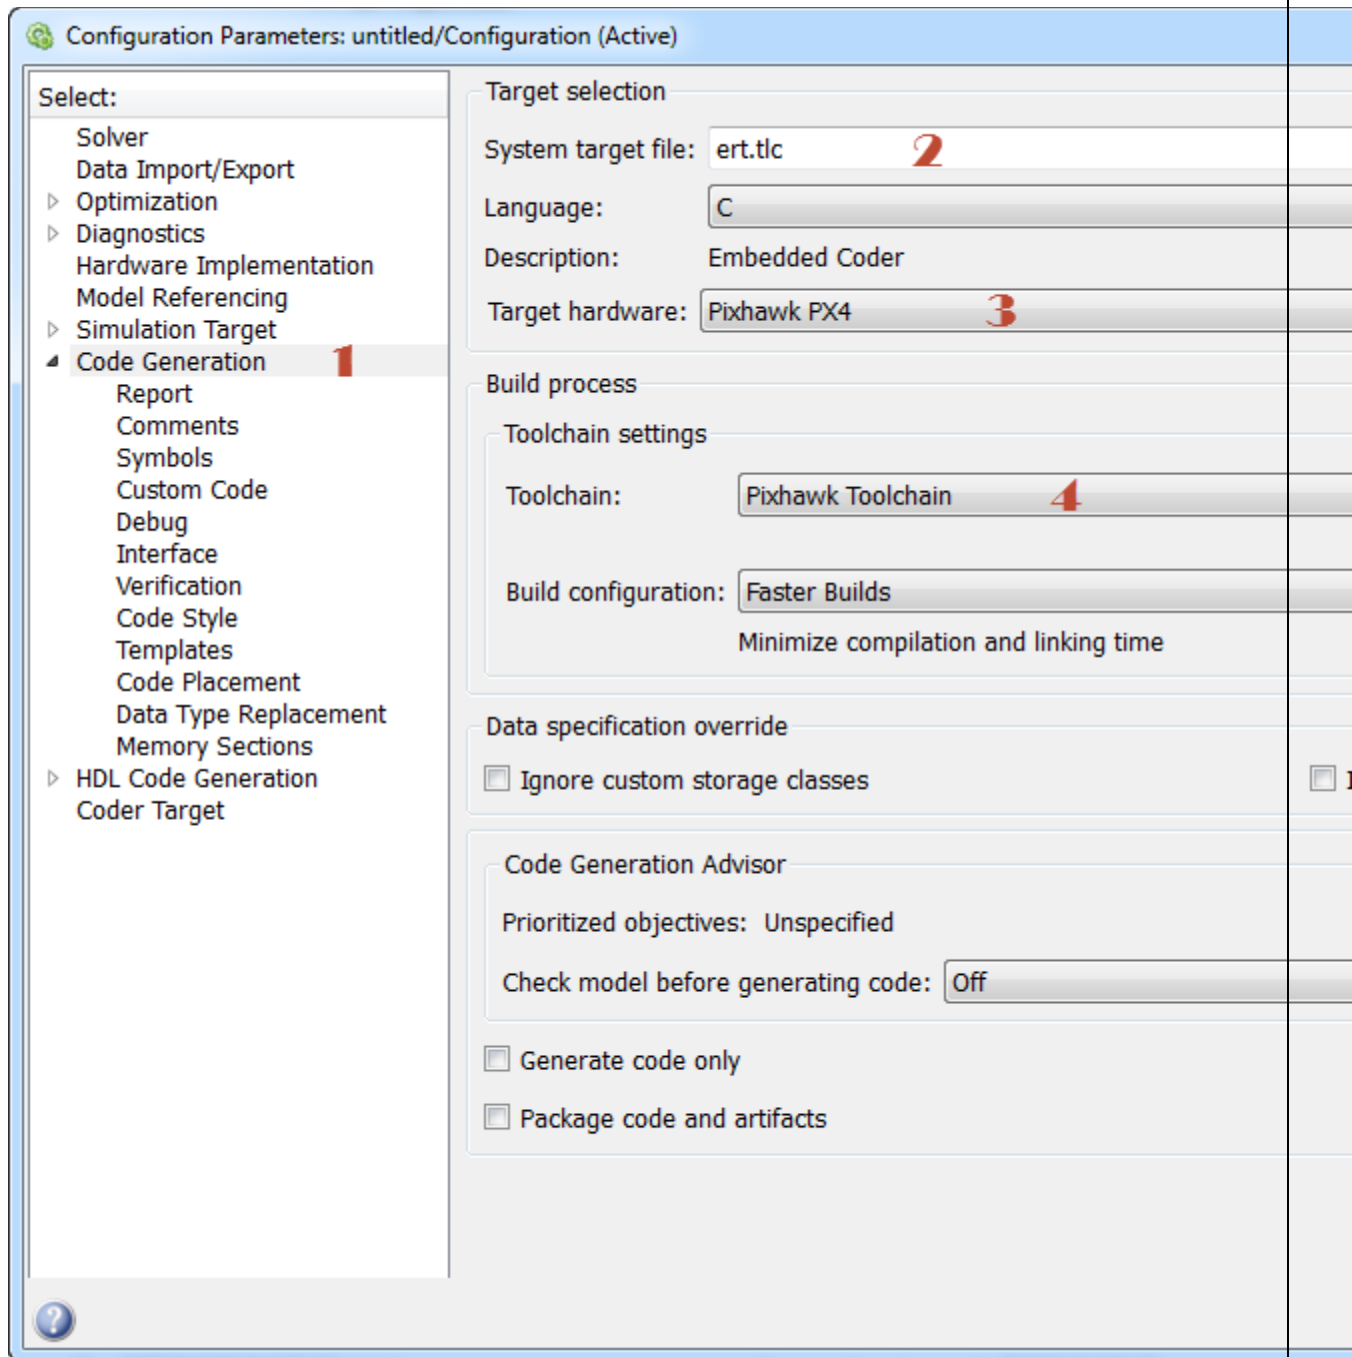 Configuration Parameters: untitled/Configuration (Active)
Select:
Solver
Data Import/Export
Optimization
Diagnostics
Hardware Implementation
Model Referencing
Simulation Target
Code Generation 1
Report
Comments
Symbols
Custom Code
Debug
Interface
Verification
Code Style
Templates
Code Placement
Data Type Replacement
Memory Sections
HDL Code Generation
Coder Target
Target selection
System target file: ert.tlc 2
Language: C
Description: Embedded Coder
Target hardware: Pixhawk PX4 3
Build process
Toolchain settings
Toolchain: Pixhawk Toolchain 4
Build configuration: Faster Builds
Minimize compilation and linking time
Data specification override
Ignore custom storage classes
Code Generation Advisor
Prioritized objectives: Unspecified
Check model before generating code: Off
Generate code only
Package code and artifacts
?